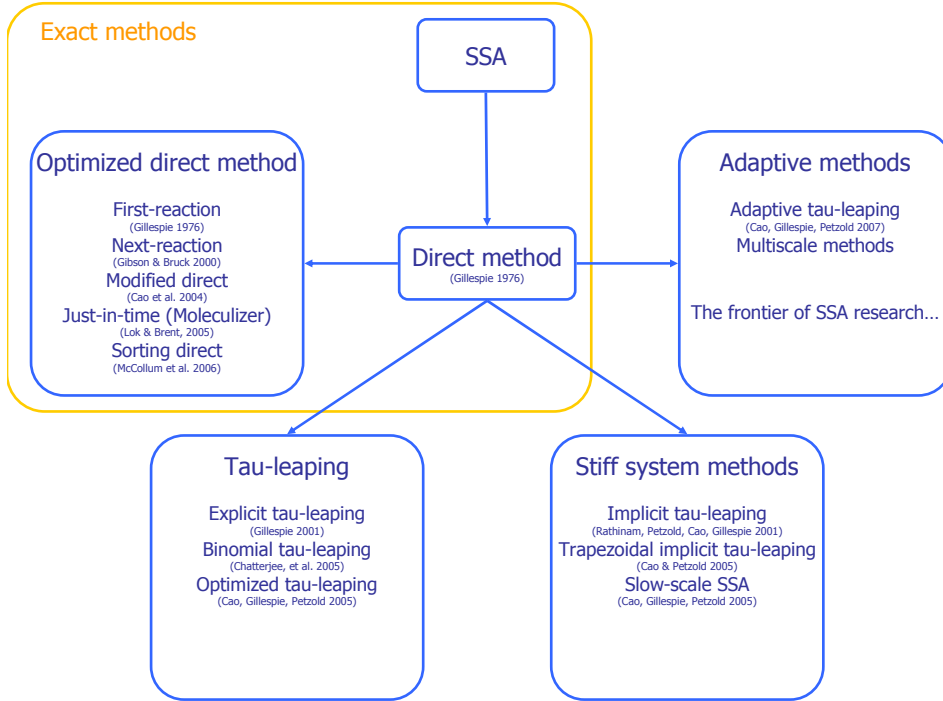 Exact methods
SSA
Optimized direct method
First-reaction
(Gillespie 1976)
Next-reaction
(Gibson & Bruck 2000)
Modified direct
(Cao et al. 2004)
Just-in-time (Moleculizer)
(Lok & Brent, 2005)
Sorting direct
(McCollum et al. 2006)
Direct method
(Gillespie 1976)
Adaptive methods
Adaptive tau-leaping
(Cao, Gillespie, Petzold 2007)
Multiscale methods
The frontier of SSA research...
Tau-leaping
Explicit tau-leaping
(Gillespie 2001)
Binomial tau-leaping
(Chatterjee, et al. 2005)
Optimized tau-leaping
(Cao, Gillespie, Petzold 2005)
Stiff system methods
Implicit tau-leaping
(Rathinam, Petzold, Cao, Gillespie 2001)
Trapezoidal implicit tau-leaping
(Cao & Petzold 2005)
Slow-scale SSA
(Cao, Gillespie, Petzold 2005)